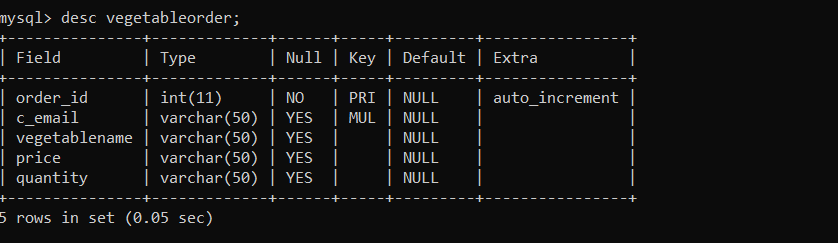 mysql> desc vegetableorder;
+---------------+-------------+------+-----+---------+----------------+
| Field         | Type        | Null | Key | Default | Extra          |
+---------------+-------------+------+-----+---------+----------------+
| order_id      | int(11)     | NO   | PRI | NULL    | auto_increment |
| c_email       | varchar(50) | YES  | MUL | NULL    |                |
| vegetablename | varchar(50) | YES  |     | NULL    |                |
| price         | varchar(50) | YES  |     | NULL    |                |
| quantity      | varchar(50) | YES  |     | NULL    |                |
+---------------+-------------+------+-----+---------+----------------+
5 rows in set (0.05 sec)